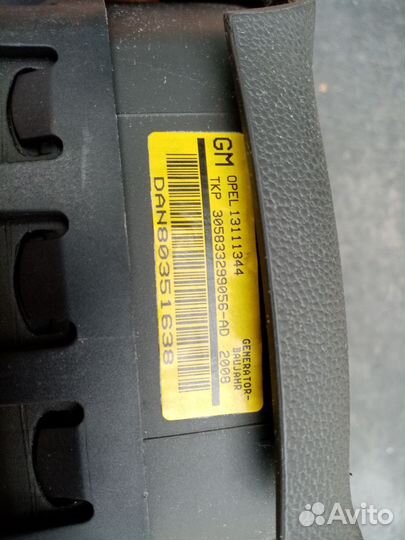 GM OPEL 13111344
TKP 305833299056-AD
GENERATOR-
BAUJAHR
2008
DAN80351638
Avito